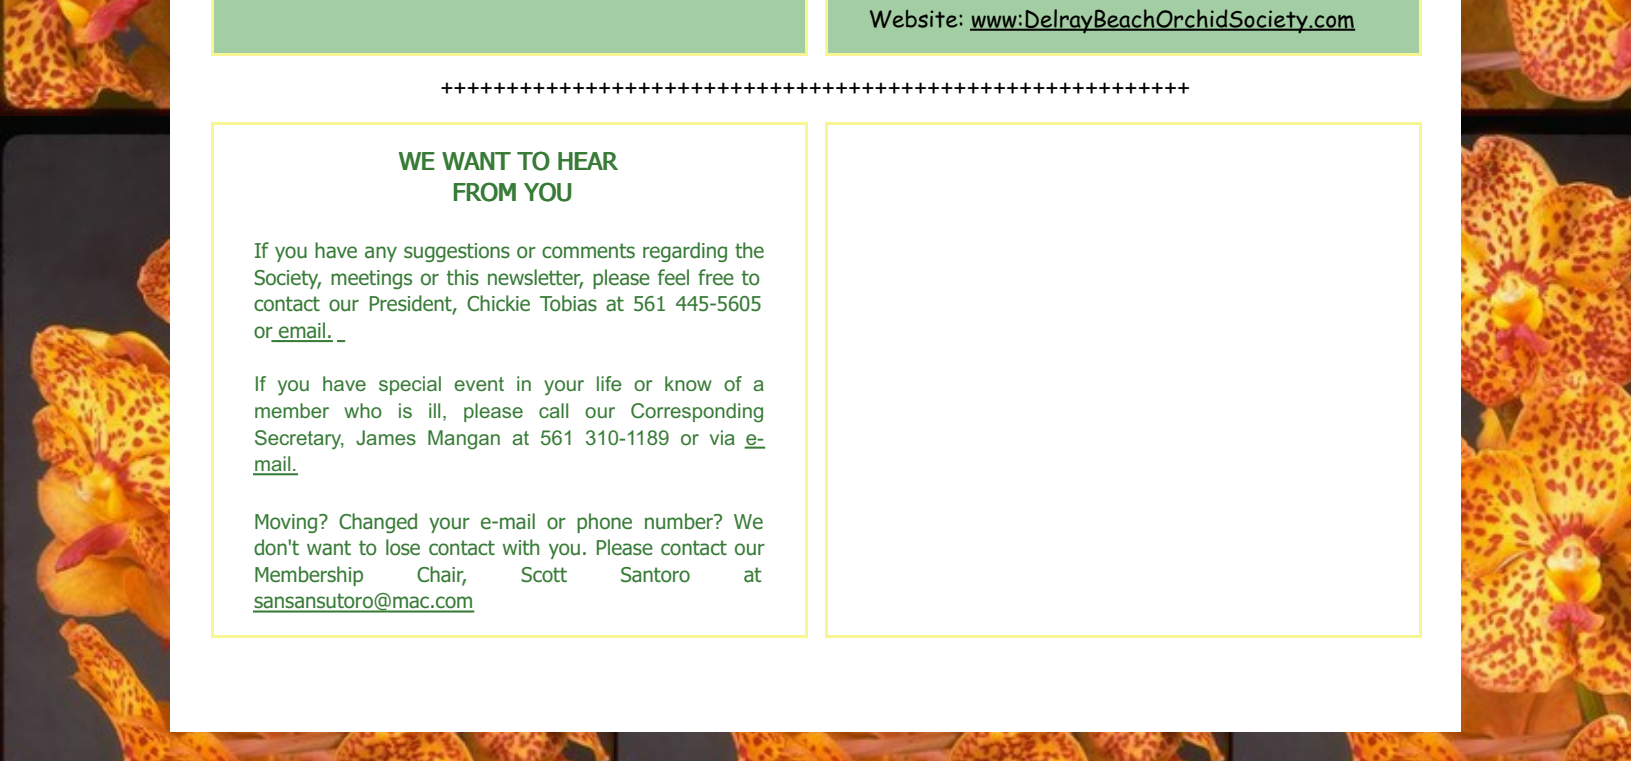 Website: www:DelrayBeachOrchidSociety.com
+++++++++++++++++++++++++++++++++++++++++++++++++++++++++
WE WANT TO HEAR
FROM YOU
If you have any suggestions or comments regarding the
Society, meetings or this newsletter, please feel free to
contact our President, Chickie Tobias at 561 445-5605
or email. _
If you have special event in your life or know of a
member who is ill, please call our Corresponding
Secretary, James Mangan at 561 310-1189 or via e-
mail.
Moving? Changed your e-mail or phone number? We
don't want to lose contact with you. Please contact our
Membership Chair, Scott Santoro at
sansansutoro@mac.com